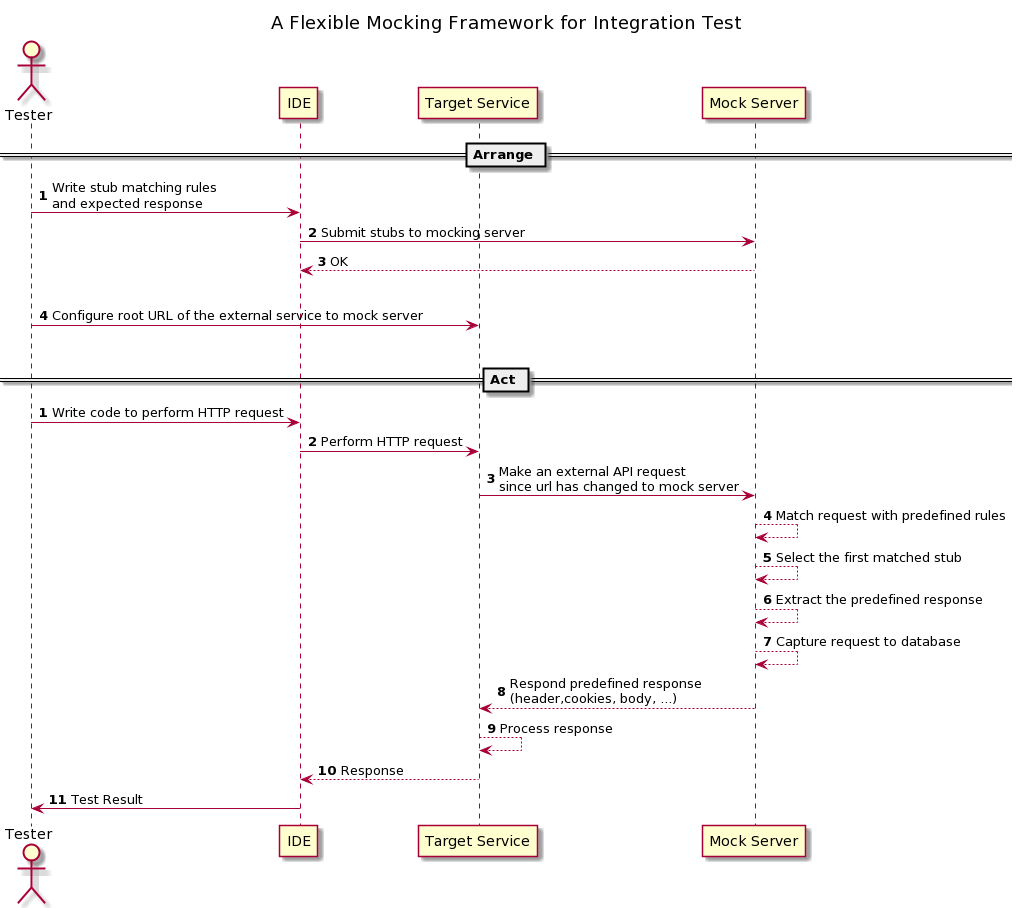 A Flexible Mocking Framework for Integration Test
Tester
IDE
Target Service
Mock Server
Arrange
1 Write stub matching rules
and expected response
2 Submit stubs to mocking server
3 OK
4 Configure root URL of the external service to mock server
Act
1 Write code to perform HTTP request
2 Perform HTTP request
3 Make an external API request
since url has changed to mock server
4 Match request with predefined rules
5 Select the first matched stub
6 Extract the predefined response
7 Capture request to database
8 Respond predefined response
(header,cookies, body, ...)
9 Process response
10 Response
11 Test Result
Tester
IDE
Target Service
Mock Server